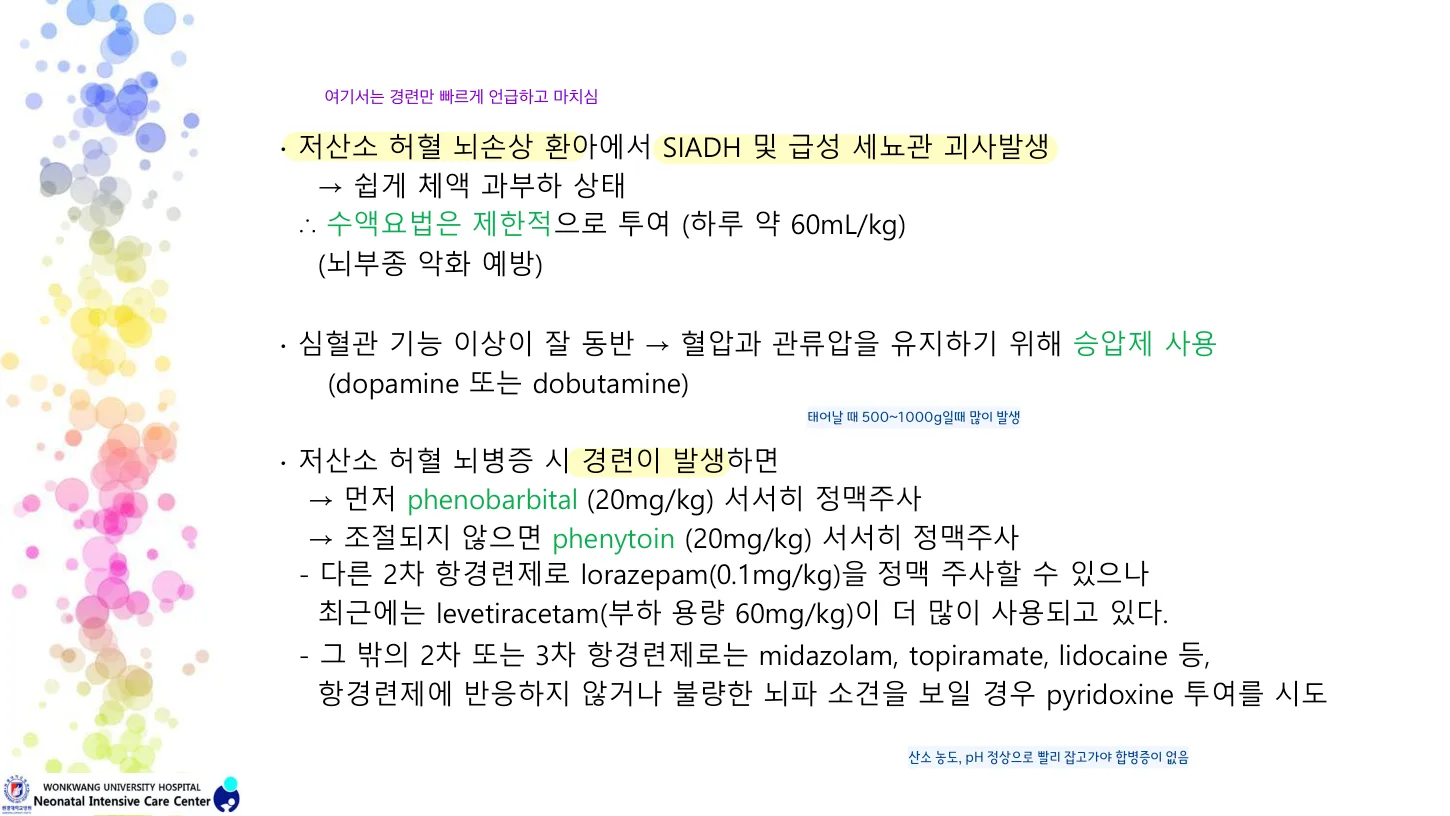 여기서는 경련만 빠르게 언급하고 마치심
· 저산소 허혈 뇌손상 환아에서 SIADH 및 급성 세뇨관 괴사발생
→ 쉽게 체액 과부하 상태
∴ 수액요법은 제한적으로 투여 (하루 약 60mL/kg)
(뇌부종 악화 예방)
· 심혈관 기능 이상이 잘 동반 → 혈압과 관류압을 유지하기 위해 승압제 사용
(dopamine 또는 dobutamine)
태어날 때 500~1000g일때 많이 발생
· 저산소 허혈 뇌병증 시 경련이 발생하면
→ 먼저 phenobarbital (20mg/kg) 서서히 정맥주사
→ 조절되지 않으면 phenytoin (20mg/kg) 서서히 정맥주사
- 다른 2차 항경련제로 lorazepam(0.1mg/kg)을 정맥 주사할 수 있으나
최근에는 levetiracetam(부하 용량 60mg/kg)이 더 많이 사용되고 있다.
- 그 밖의 2차 또는 3차 항경련제로는 midazolam, topiramate, lidocaine 등,
항경련제에 반응하지 않거나 불량한 뇌파 소견을 보일 경우 pyridoxine 투여를 시도
산소 농도, pH 정상으로 빨리 잡고가야 합병증이 없음
WONKWANG UNIVERSITY HOSPITAL
Neonatal Intensive Care Center